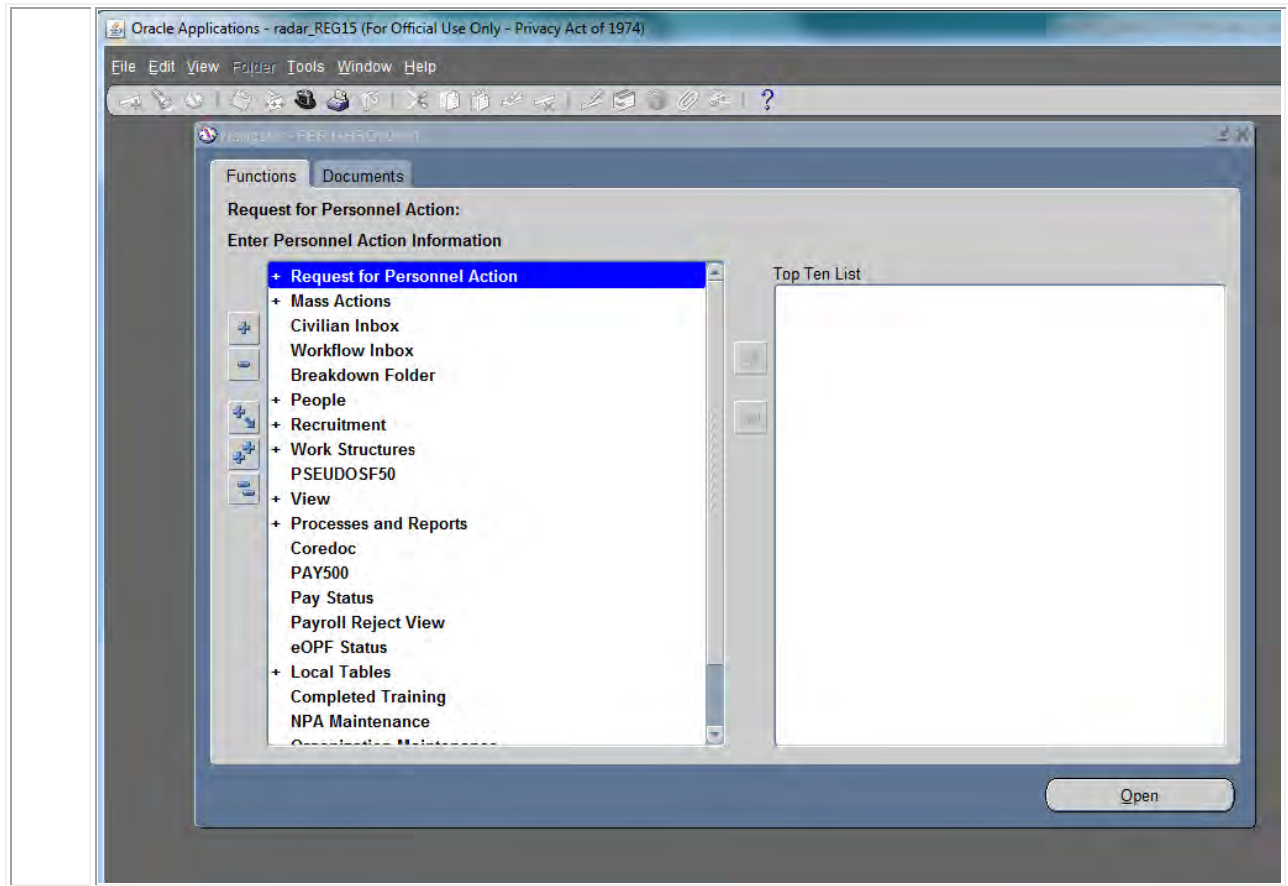 Oracle Applications - radar_REG15 (For Official Use Only - Privacy Act of 1974)
File Edit View Folder Tools Window Help
?
Functions Documents
Request for Personnel Action:
Enter Personnel Action Information
Top Ten List
+ Request for Personnel Action
+ Mass Actions
Civilian Inbox
Workflow Inbox
Breakdown Folder
+ People
+ Recruitment
+ Work Structures
PSEUDOSF50
+ View
+ Processes and Reports
Coredoc
PAY500
Pay Status
Payroll Reject View
eOPF Status
+ Local Tables
Completed Training
NPA Maintenance
Organization Maintenance
Open